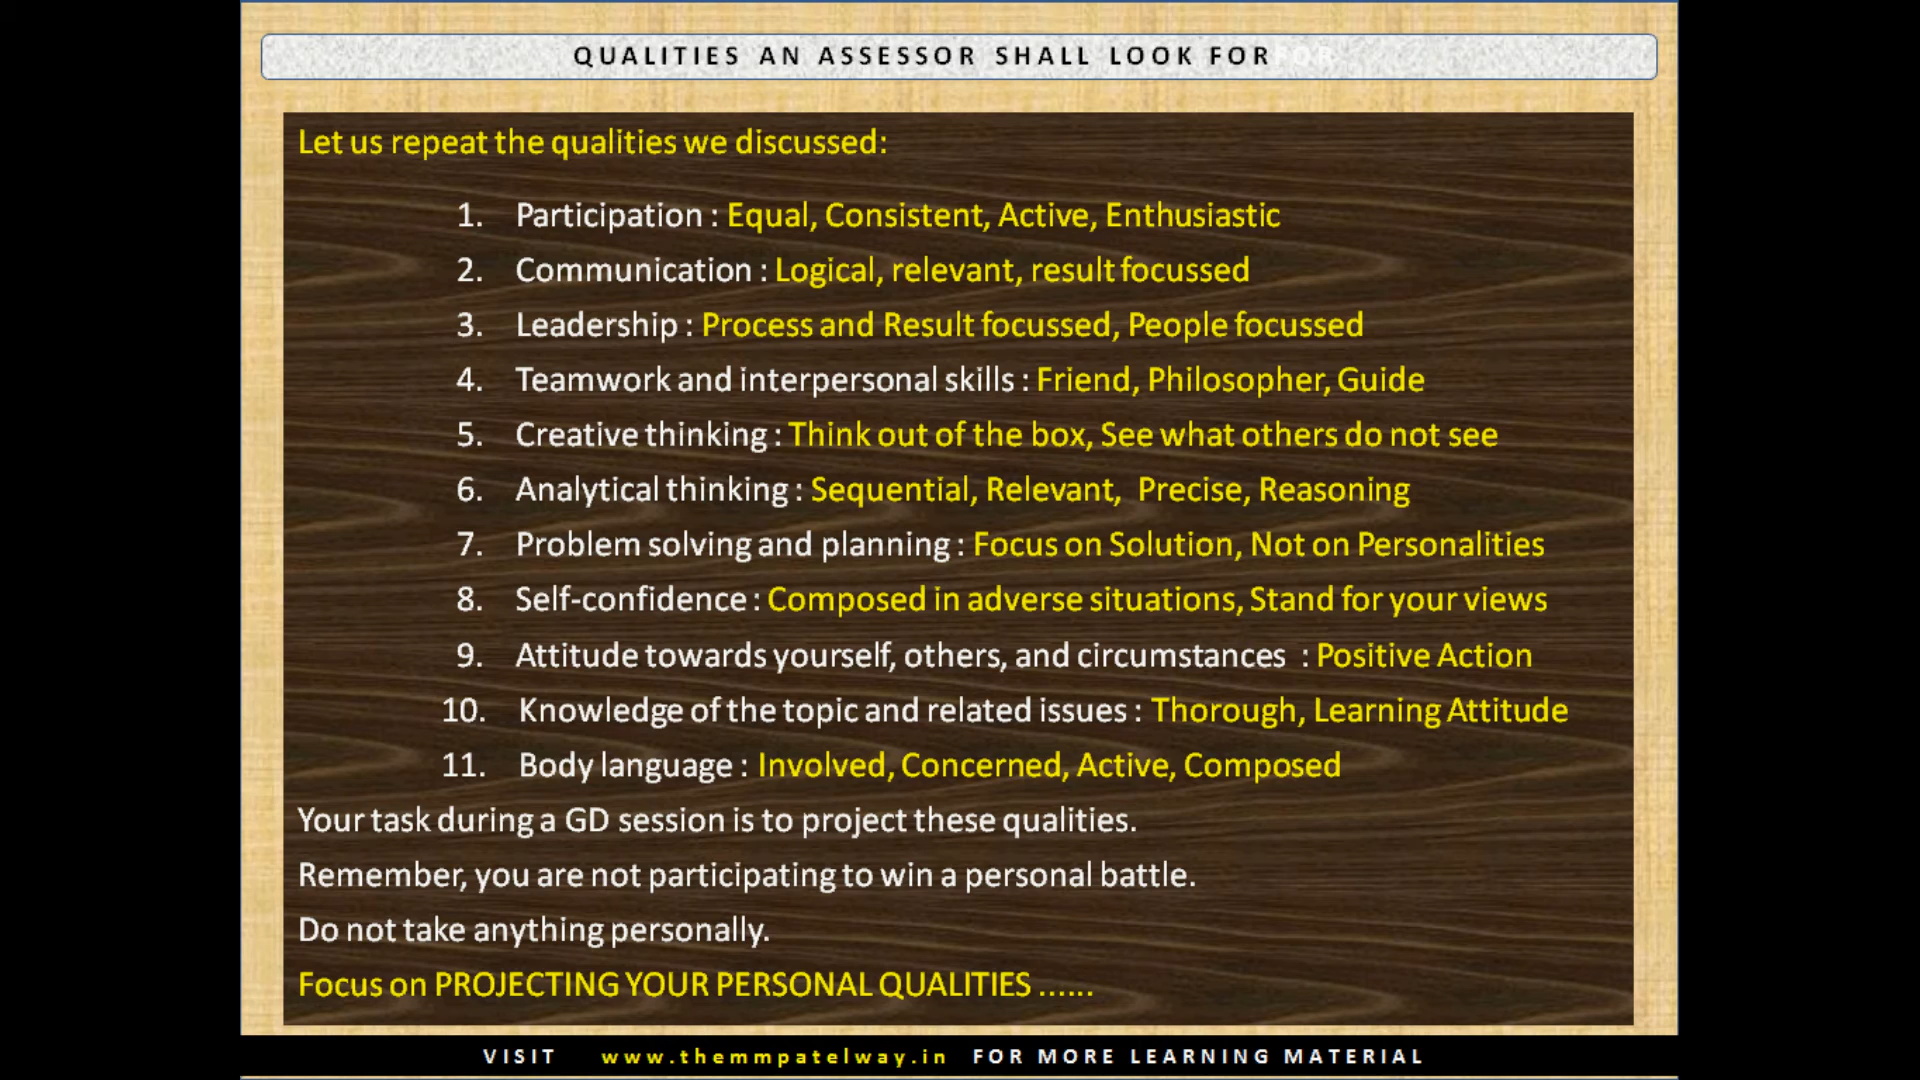 QUALITIES AN ASSESSOR SHALL LOOK FOR
Let us repeat the qualities we discussed:
1. Participation : Equal, Consistent, Active, Enthusiastic
2. Communication : Logical, relevant, result focussed
3. Leadership : Process and Result focussed, People focussed
4. Teamwork and interpersonal skills : Friend, Philosopher, Guide
5. Creative thinking : Think out of the box, See what others do not see
6. Analytical thinking : Sequential, Relevant, Precise, Reasoning
7. Problem solving and planning : Focus on Solution, Not on Personalities
8. Self-confidence : Composed in adverse situations, Stand for your views
9. Attitude towards yourself, others, and circumstances : Positive Action
10. Knowledge of the topic and related issues : Thorough, Learning Attitude
11. Body language : Involved, Concerned, Active, Composed
Your task during a GD session is to project these qualities.
Remember, you are not participating to win a personal battle.
Do not take anything personally.
Focus on PROJECTING YOUR PERSONAL QUALITIES ......
VISIT www.themmpatelway.in FOR MORE LEARNING MATERIAL